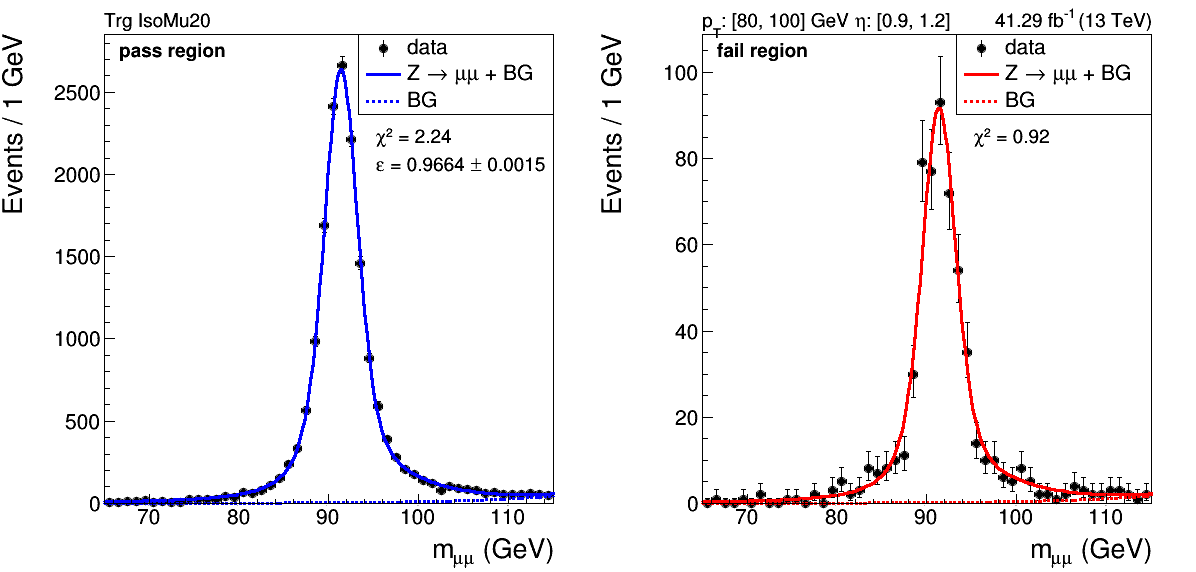 Trg IsoMu20
pass region
data
Z → μμ + BG
BG
χ² = 2.24
ε = 0.9664 ± 0.0015
Events / 1 GeV
2500
2000
1500
1000
500
0
70 80 90 100 110
m_μμ (GeV)
p_T: [80, 100] GeV η: [0.9, 1.2] 41.29 fb⁻¹ (13 TeV)
fail region
data
Z → μμ + BG
BG
χ² = 0.92
Events / 1 GeV
100
80
60
40
20
0
70 80 90 100 110
m_μμ (GeV)